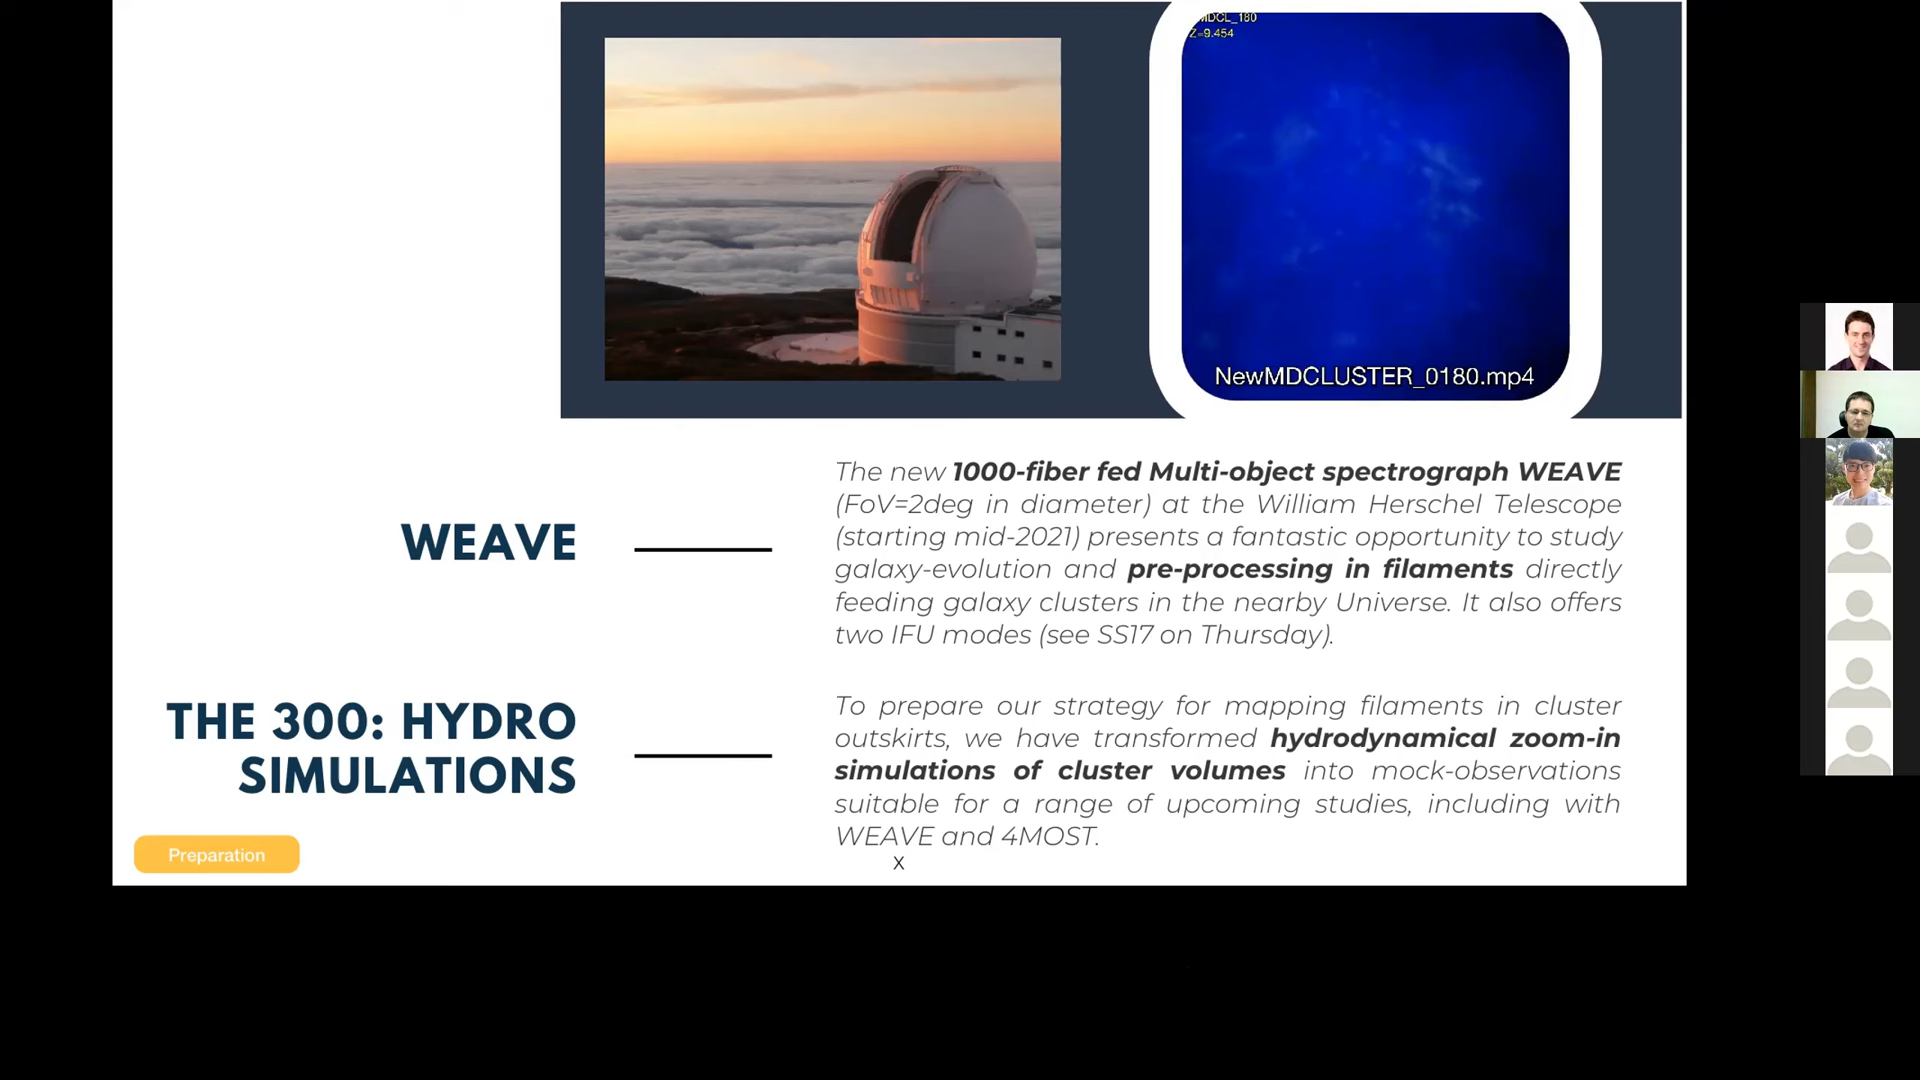 MDCL_180
Z=9.454
NewMDCLUSTER_0180.mp4
WEAVE
The new 1000-fiber fed Multi-object spectrograph WEAVE
(FoV=2deg in diameter) at the William Herschel Telescope
(starting mid-2021) presents a fantastic opportunity to study
galaxy-evolution and pre-processing in filaments directly
feeding galaxy clusters in the nearby Universe. It also offers
two IFU modes (see SS17 on Thursday).
THE 300: HYDRO
SIMULATIONS
To prepare our strategy for mapping filaments in cluster
outskirts, we have transformed hydrodynamical zoom-in
simulations of cluster volumes into mock-observations
suitable for a range of upcoming studies, including with
WEAVE and 4MOST.
X
Preparation